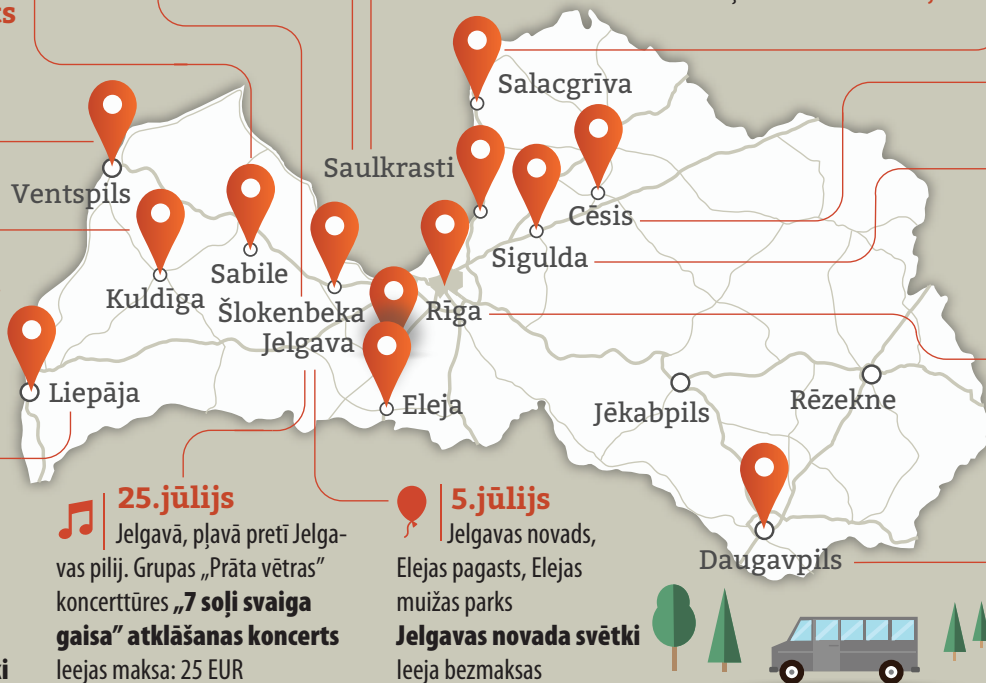 ts
Salacgrīva
Saulkrasti
Ventspils
Cēsis
Sigulda
Sabile
Kuldīga
Šlokenbeka
Rīga
Jelgava
Liepāja
Eleja
Jēkabpils
Rēzekne
Daugavpils
25.jūlijs
Jelgavā, pļavā pretī Jelga-
vas pilij. Grupas „Prāta vētras”
koncerttūres „7 soļi svaiga
gaisa” atklāšanas koncerts
Ieejas maksa: 25 EUR
5.jūlijs
Jelgavas novads,
Elejas pagasts, Elejas
muižas parks
Jelgavas novada svētki
Ieeja bezmaksas
ki